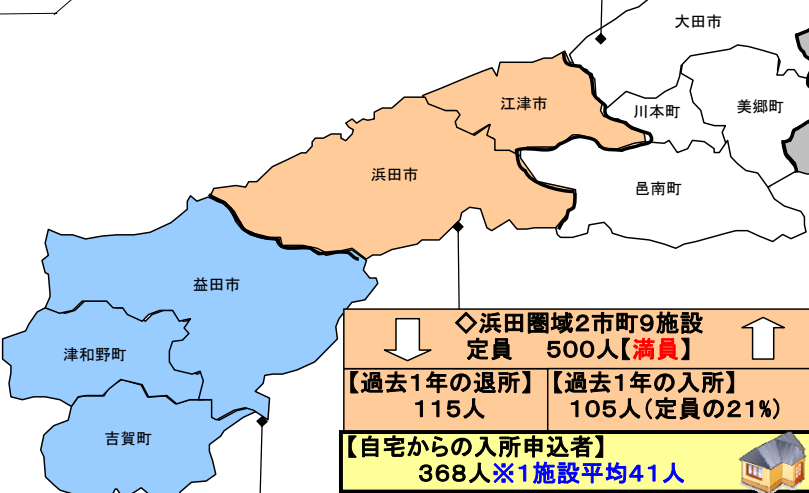 大田市
江津市
川本町
美郷町
浜田市
邑南町
益田市
津和野町
吉賀町
◇浜田圏域2市町9施設
定員 500人【満員】
【過去1年の退所】
115人
【過去1年の入所】
105人(定員の21%)
【自宅からの入所申込者】
368人※1施設平均41人